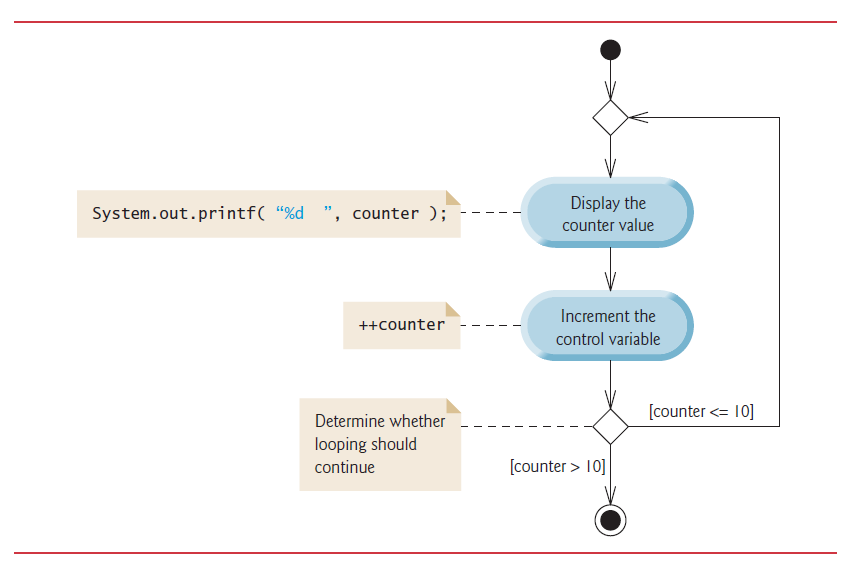 System.out.printf( “%d  ”, counter );
Display the
counter value
++counter
Increment the
control variable
Determine whether
looping should
continue
[counter <= 10]
[counter > 10]